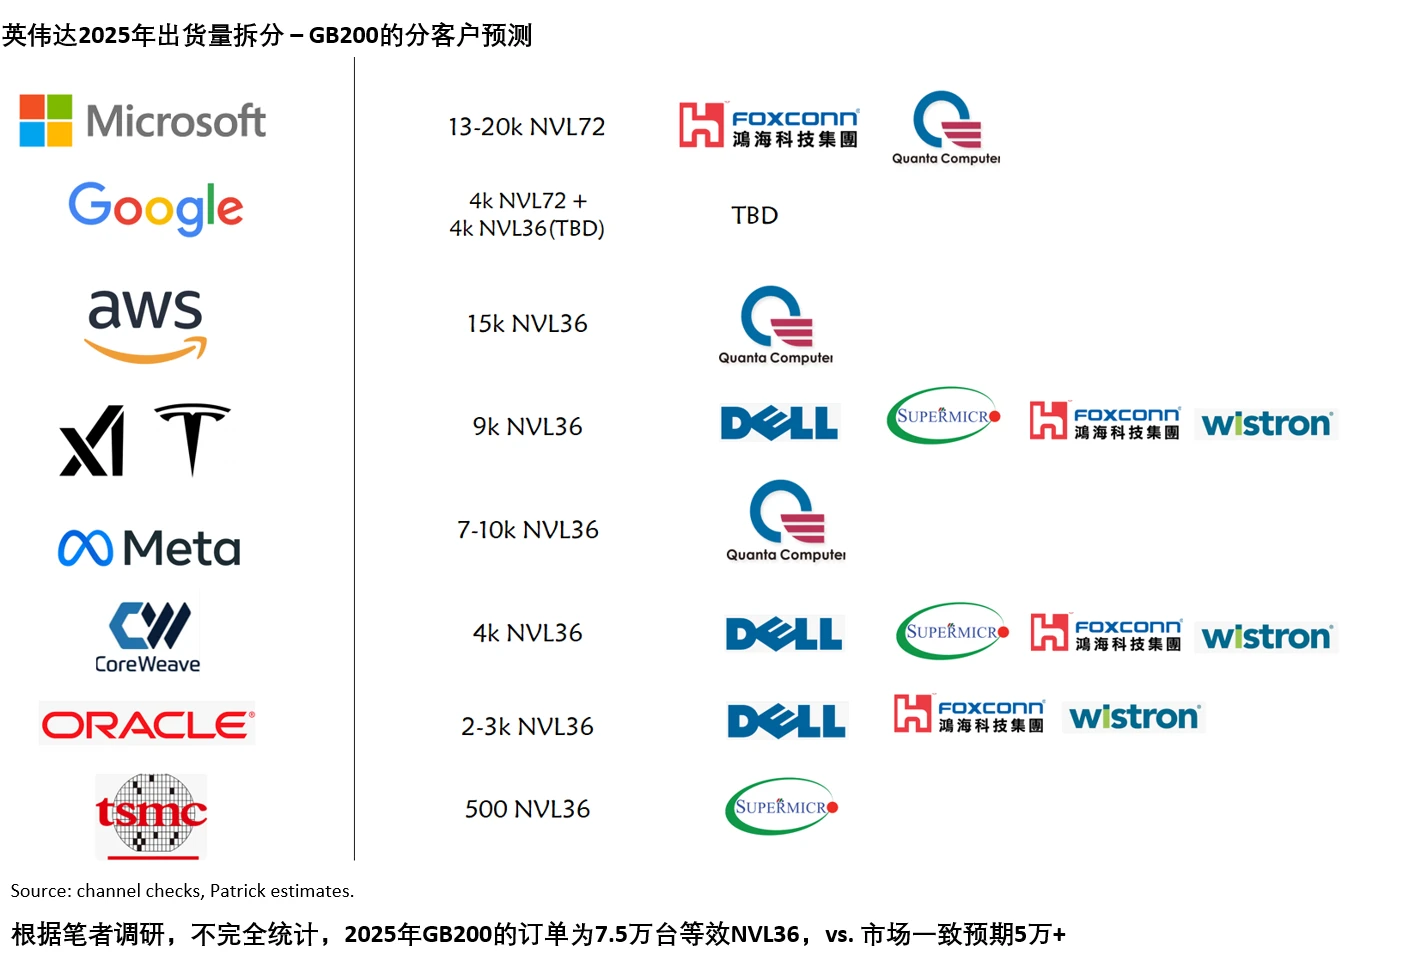 英伟达2025年出货量拆分 – GB200的分客户预测
Microsoft
13-20k NVL72
FOXCONN
鴻海科技集團
Quanta Computer
Google
4k NVL72 +
4k NVL36(TBD)
TBD
aws
15k NVL36
Quanta Computer
xI T
9k NVL36
DELL
SUPERMICRO
FOXCONN
鴻海科技集團
wistron
Meta
7-10k NVL36
Quanta Computer
CoreWeave
4k NVL36
DELL
SUPERMICRO
FOXCONN
鴻海科技集團
wistron
ORACLE
2-3k NVL36
DELL
FOXCONN
鴻海科技集團
wistron
tsmc
500 NVL36
SUPERMICRO
Source: channel checks, Patrick estimates.
根据笔者调研，不完全统计，2025年GB200的订单为7.5万台等效NVL36，vs. 市场一致预期5万+